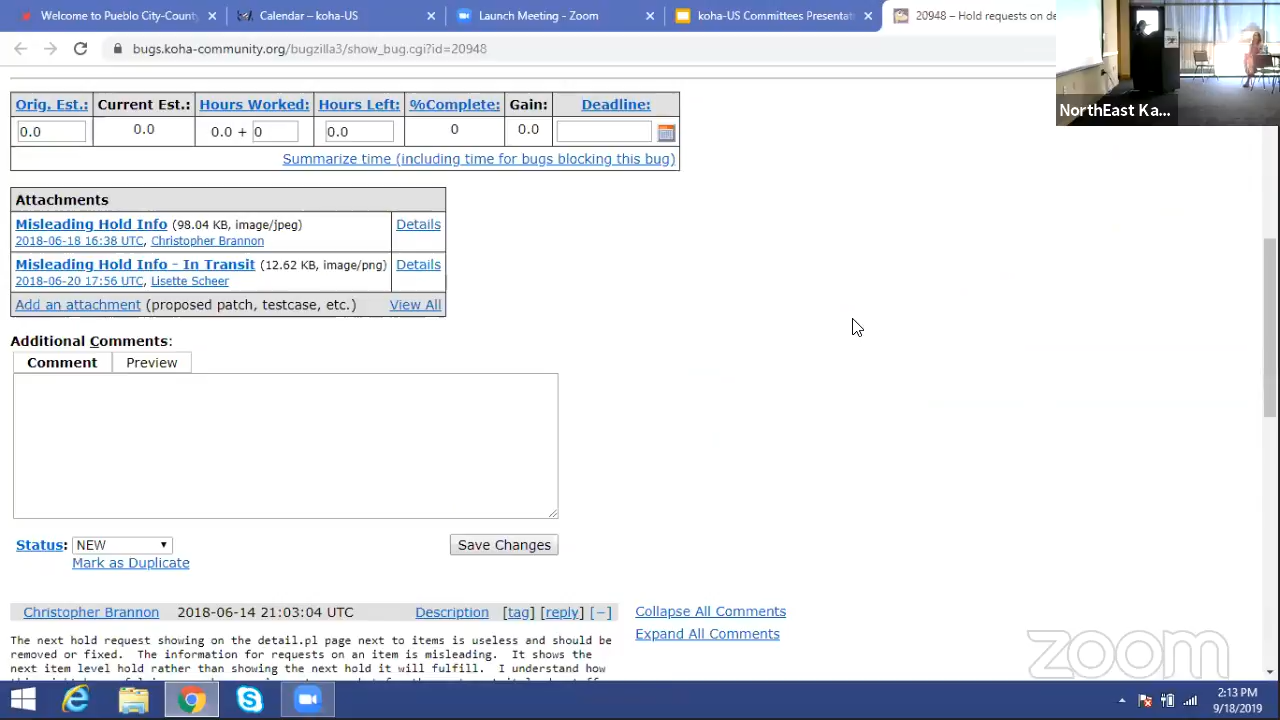 Welcome to Pueblo City-County
Calendar – koha-US
Launch Meeting - Zoom
koha-US Committees Presentat
20948 – Hold requests on de
bugs.koha-community.org/bugzilla3/show_bug.cgi?id=20948
NorthEast Ka...
Orig. Est.: Current Est.: Hours Worked: Hours Left: %Complete: Gain: Deadline:
0.0 0.0 0.0 + 0 0.0 0 0.0
Summarize time (including time for bugs blocking this bug)
Attachments
Misleading Hold Info (98.04 KB, image/jpeg) Details
2018-06-18 16:38 UTC, Christopher Brannon
Misleading Hold Info - In Transit (12.62 KB, image/png) Details
2018-06-20 17:56 UTC, Lisette Scheer
Add an attachment (proposed patch, testcase, etc.) View All
Additional Comments:
Comment Preview
Status: NEW Save Changes
Mark as Duplicate
Christopher Brannon 2018-06-14 21:03:04 UTC Description [tag] [reply] [−] Collapse All Comments
Expand All Comments
The next hold request showing on the detail.pl page next to items is useless and should be
removed or fixed. The information for requests on an item is misleading. It shows the
next item level hold rather than showing the next hold it will fulfill. I understand how
zoom
2:13 PM
9/18/2019